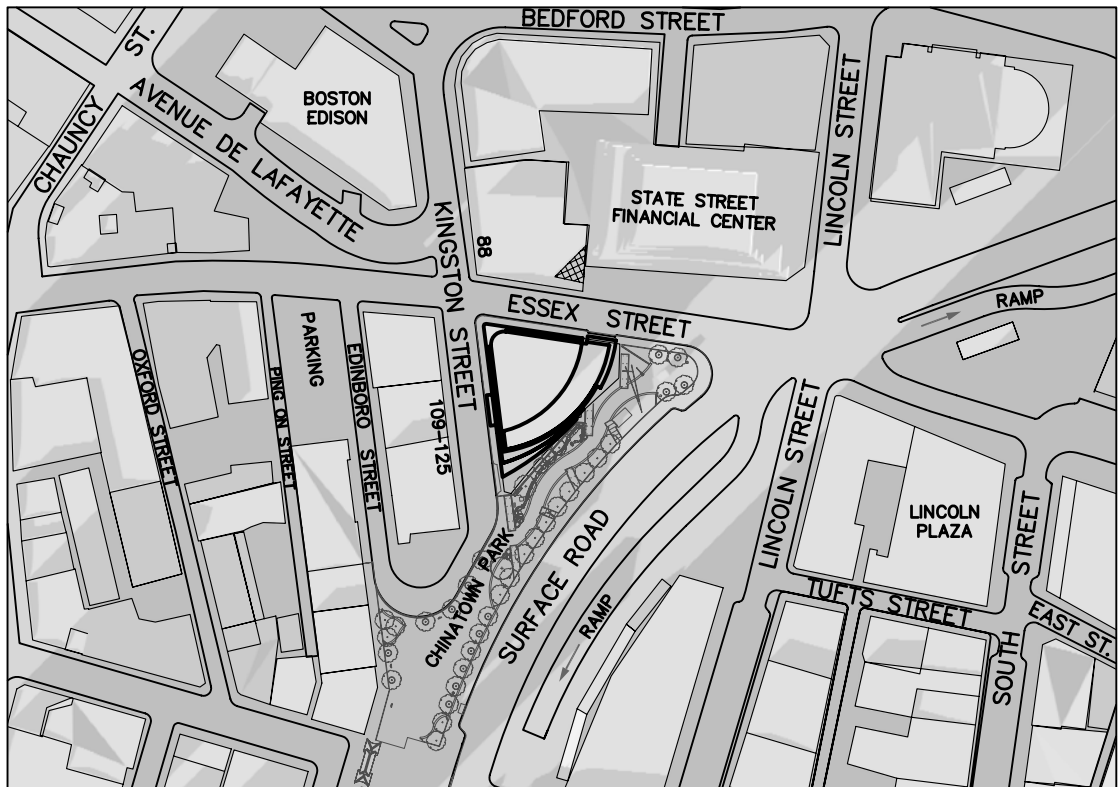 BEDFORD STREET
ST.
CHAUNCY
AVENUE DE LAFAYETTE
BOSTON
EDISON
LINCOLN STREET
STATE STREET
FINANCIAL CENTER
KINGSTON STREET
88
ESSEX STREET
RAMP
OXFORD STREET
PING ON STREET
PARKING
EDINBORO STREET
109-125
LINCOLN STREET
LINCOLN
PLAZA
CHINATOWN PARK
SURFACE ROAD
RAMP
TUFTS STREET
SOUTH STREET
EAST ST.